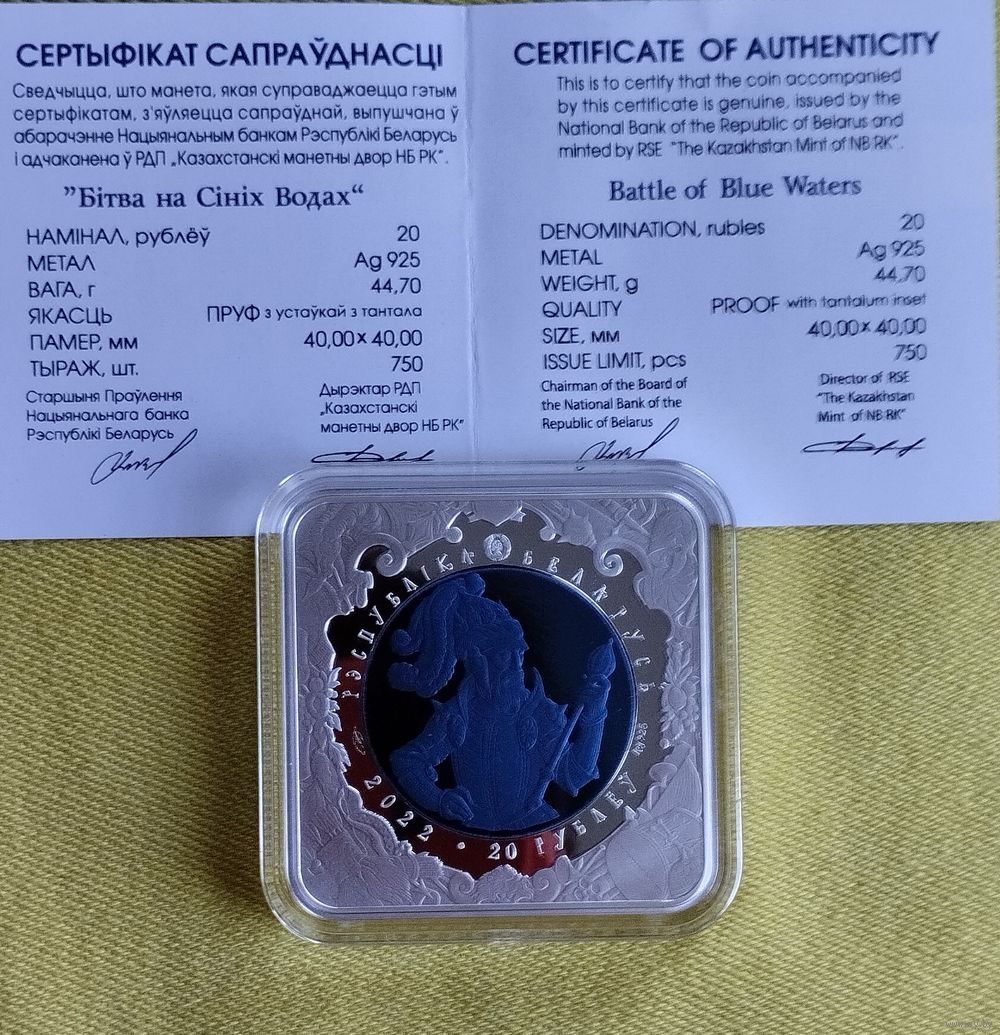 СЕРТЫФІКАТ САПРАЎДНАСЦІ
Сведчыцца, што манета, якая суправаджаецца гэтым
сертыфікатам, з'яўляецца сапраўднай, выпушчана ў
абарачэнне Нацыянальным банкам Рэспублікі Беларусь
і адчаканена ў РДП „Казахстанскі манетны двор НБ РК".
”Бітва на Сініх Водах“
НАМІНАЛ, рублёў 20
МЕТАЛ Ag 925
ВАГА, г 44,70
ЯКАСЦЬ ПРУФ з устаўкай з тантала
ПАМЕР, мм 40,00 x 40,00
ТЫРАЖ, шт. 750
Старшыня Праўлення
Нацыянальнага банка
Рэспублікі Беларусь
Дырэктар РДП
„Казахстанскі
манетны двор НБ РК"
CERTIFICATE OF AUTHENTICITY
This is to certify that the coin accompanied
by this certificate is genuine, issued by the
National Bank of the Republic of Belarus and
minted by RSE "The Kazakhstan Mint of NB RK".
Battle of Blue Waters
DENOMINATION, rubles 20
METAL Ag 925
WEIGHT, g 44,70
QUALITY PROOF with tantalum inset
SIZE, мм 40,00 x 40,00
ISSUE LIMIT, pcs 750
Chairman of the Board of
the National Bank of the
Republic of Belarus
Director of RSE
"The Kazakhstan
Mint of NB RK"
РЭСПУБЛІКА БЕЛАРУСЬ
Ag 925
2022 • 20 РУБЛЁЎ